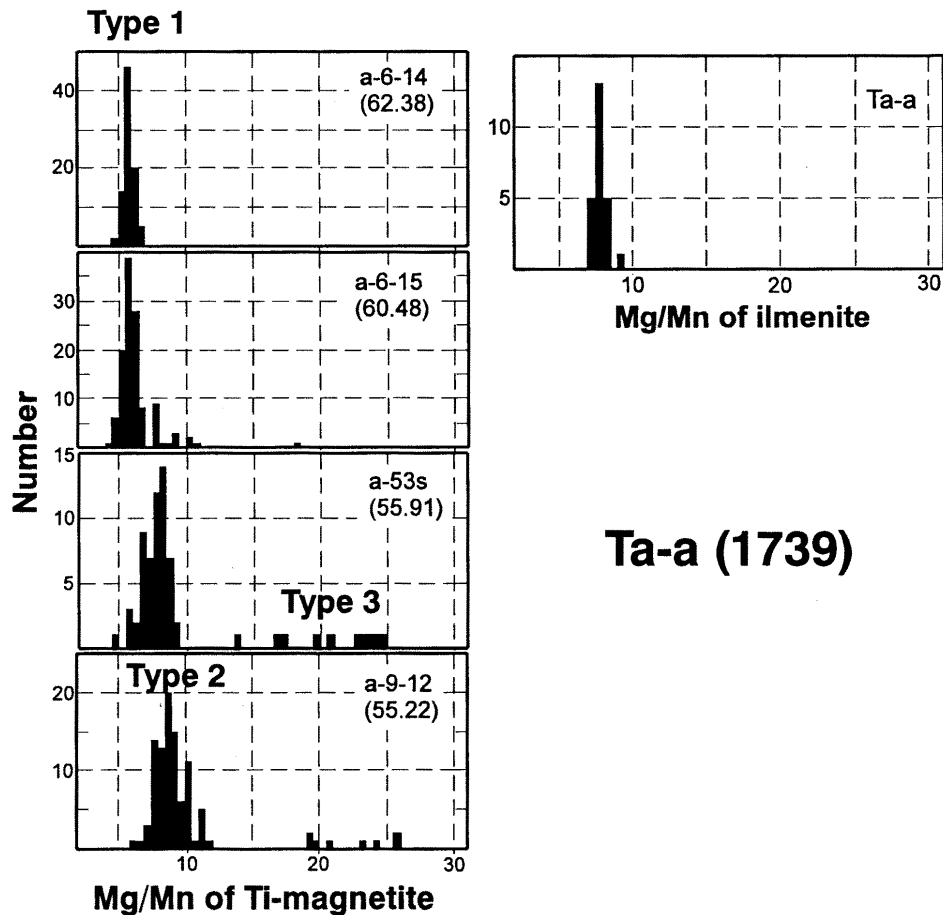 Type 1
a-6-14
(62.38)
40
20
a-6-15
(60.48)
30
20
10
Number
15
a-53s
(55.91)
10
Type 3
5
Type 2
a-9-12
(55.22)
20
10
10
20
30
Mg/Mn of Ti-magnetite
Ta-a
10
5
10
20
30
Mg/Mn of ilmenite
Ta-a (1739)